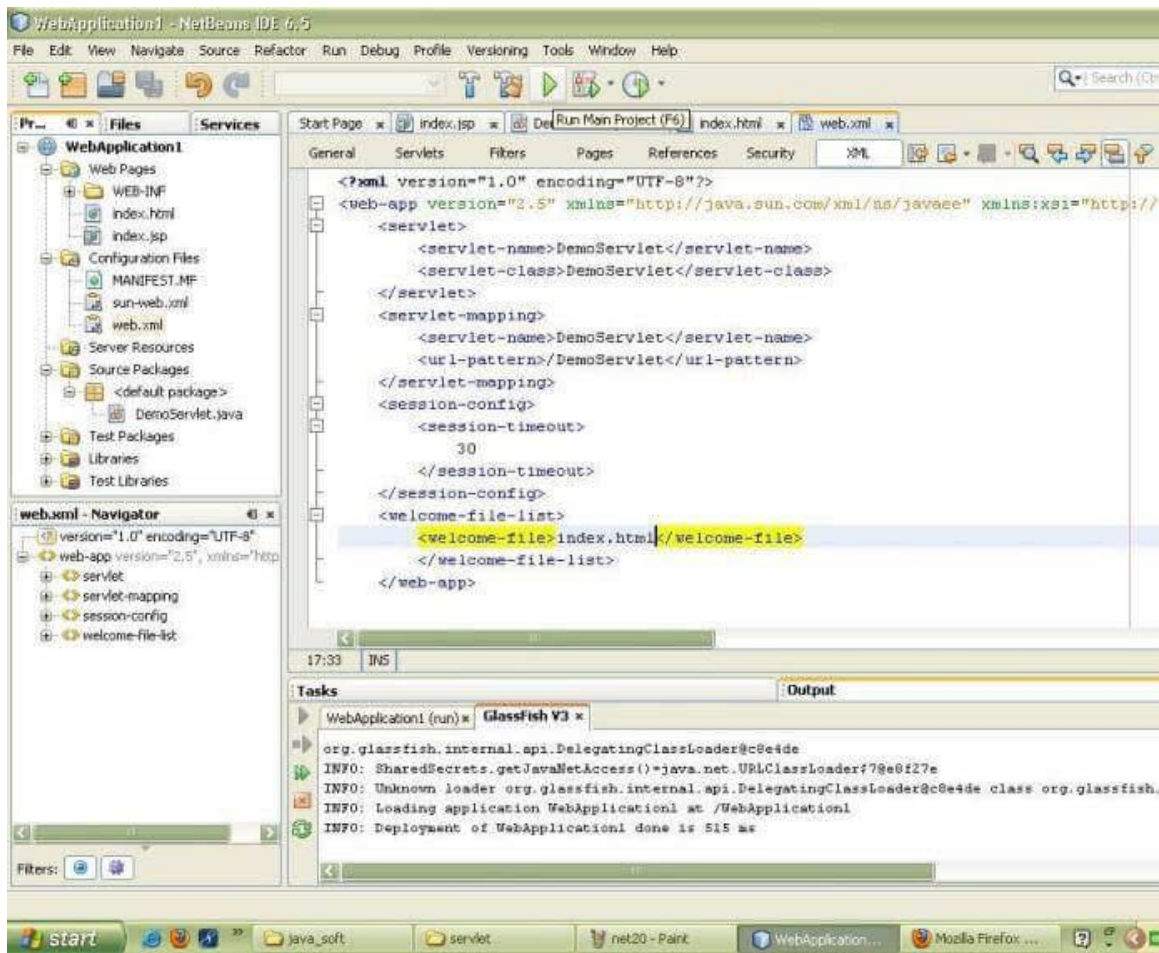 WebApplication1 - NetBeans IDE 6.5
File Edit View Navigate Source Refactor Run Debug Profile Versioning Tools Window Help
Search (Ct
Pr... Files Services
Start Page index.jsp De Run Main Project (F6) index.html web.xml
General Servlets Filters Pages References Security XML
WebApplication1
Web Pages
WEB-INF
index.html
index.jsp
Configuration Files
MANIFEST.MF
sun-web.xml
web.xml
Server Resources
Source Packages
<default package>
DemoServlet.java
Test Packages
Libraries
Test Libraries
<?xml version="1.0" encoding="UTF-8"?>
<web-app version="2.5" xmlns="http://java.sun.com/xml/ns/javaee" xmlns:xsi="http://
<servlet>
<servlet-name>DemoServlet</servlet-name>
<servlet-class>DemoServlet</servlet-class>
</servlet>
<servlet-mapping>
<servlet-name>DemoServlet</servlet-name>
<url-pattern>/DemoServlet</url-pattern>
</servlet-mapping>
<session-config>
<session-timeout>
30
</session-timeout>
</session-config>
<welcome-file-list>
<welcome-file>index.html</welcome-file>
</welcome-file-list>
</web-app>
17:33 INS
web.xml - Navigator
version="1.0" encoding="UTF-8"
web-app version="2.5", xmlns="http
servlet
servlet-mapping
session-config
welcome-file-list
Filters:
Tasks Output
WebApplication1 (run) GlassFish V3
org.glassfish.internal.api.DelegatingClassLoader@c8e4de
INFO: SharedSecrets.getJavaNetAccess()=java.net.URLClassLoader$7@e8f27e
INFO: Unknown loader org.glassfish.internal.api.DelegatingClassLoader@c8e4de class org.glassfish.
INFO: Loading application WebApplication1 at /WebApplication1
INFO: Deployment of WebApplication1 done is 515 ms
start java_soft servlet net20 - Paint WebApplication... Mozilla Firefox ...